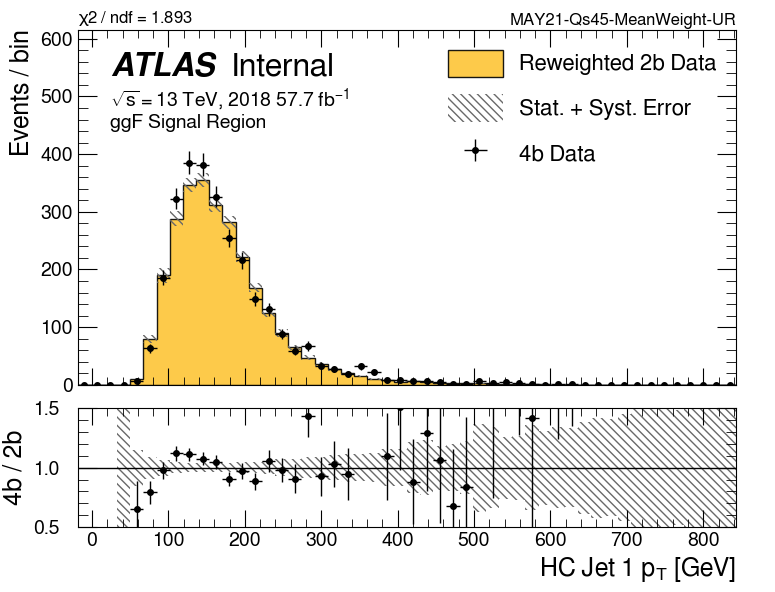 χ² / ndf = 1.893
MAY21-Qs45-MeanWeight-UR
Events / bin
600
500
400
300
200
100
0
ATLAS Internal
√s = 13 TeV, 2018 57.7 fb⁻¹
ggF Signal Region
Reweighted 2b Data
Stat. + Syst. Error
4b Data
4b / 2b
1.5
1.0
0.5
0 100 200 300 400 500 600 700 800
HC Jet 1 p_T [GeV]